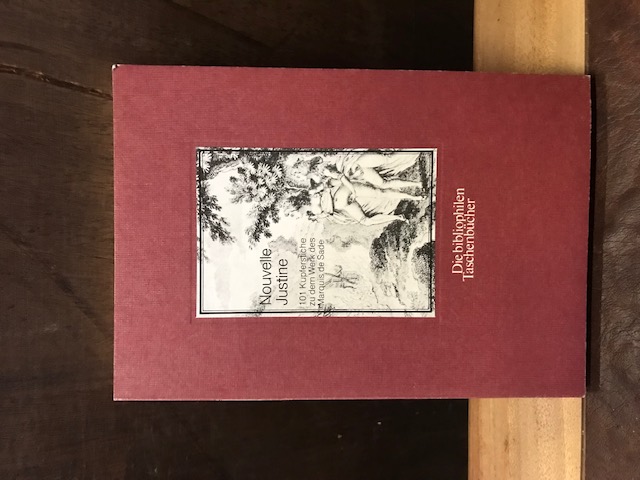 Nouvelle
Justine
101 Kupferstiche
zu dem Werk des
Marquis de Sade
Die bibliophilen
Taschenbücher